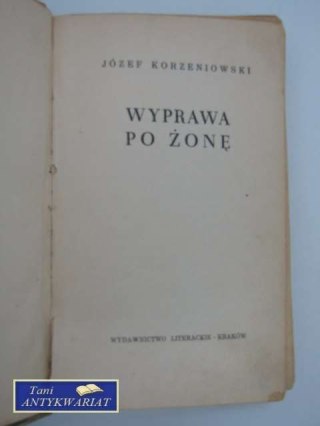 JÓZEF KORZENIOWSKI
WYPRAWA
PO ŻONĘ
WYDAWNICTWO LITERACKIE · KRAKÓW
Tani
ANTYKWARIAT